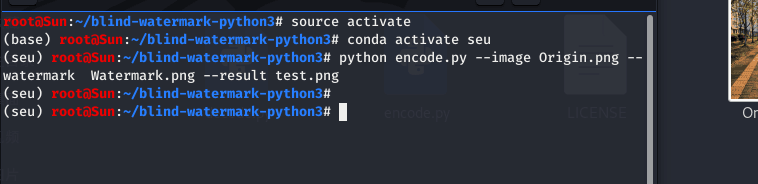 root@Sun:~/blind-watermark-python3# source activate
(base) root@Sun:~/blind-watermark-python3# conda activate seu
(seu) root@Sun:~/blind-watermark-python3# python encode.py --image Origin.png --
watermark  Watermark.png --result test.png
(seu) root@Sun:~/blind-watermark-python3#
(seu) root@Sun:~/blind-watermark-python3#
encode.py
LICENSE
Or